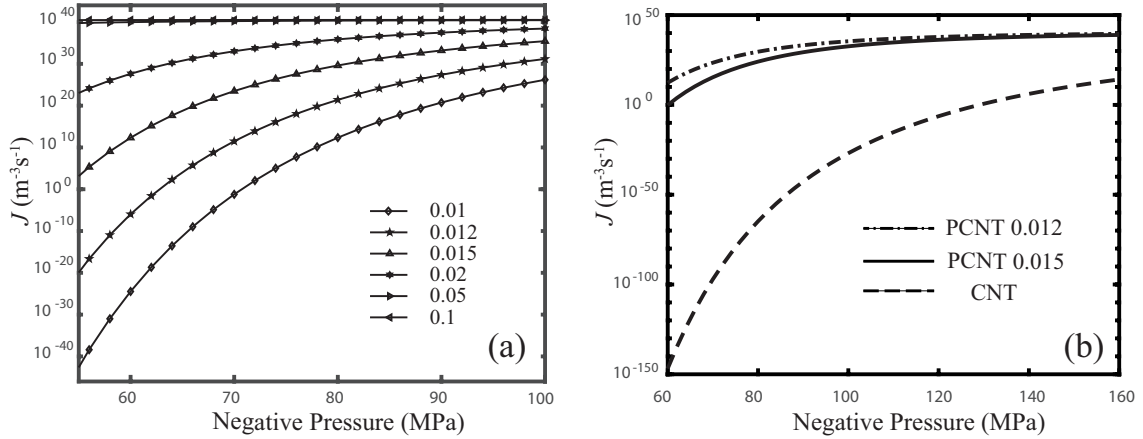 J (m-3s-1)
10 40
10 30
10 20
10 10
10 0
10 -10
10 -20
10 -30
10 -40
60 70 80 90 100
Negative Pressure (MPa)
0.01
0.012
0.015
0.02
0.05
0.1
(a)
J (m-3s-1)
10 50
10 0
10 -50
10 -100
10 -150
60 80 100 120 140 160
Negative Pressure (MPa)
PCNT 0.012
PCNT 0.015
CNT
(b)